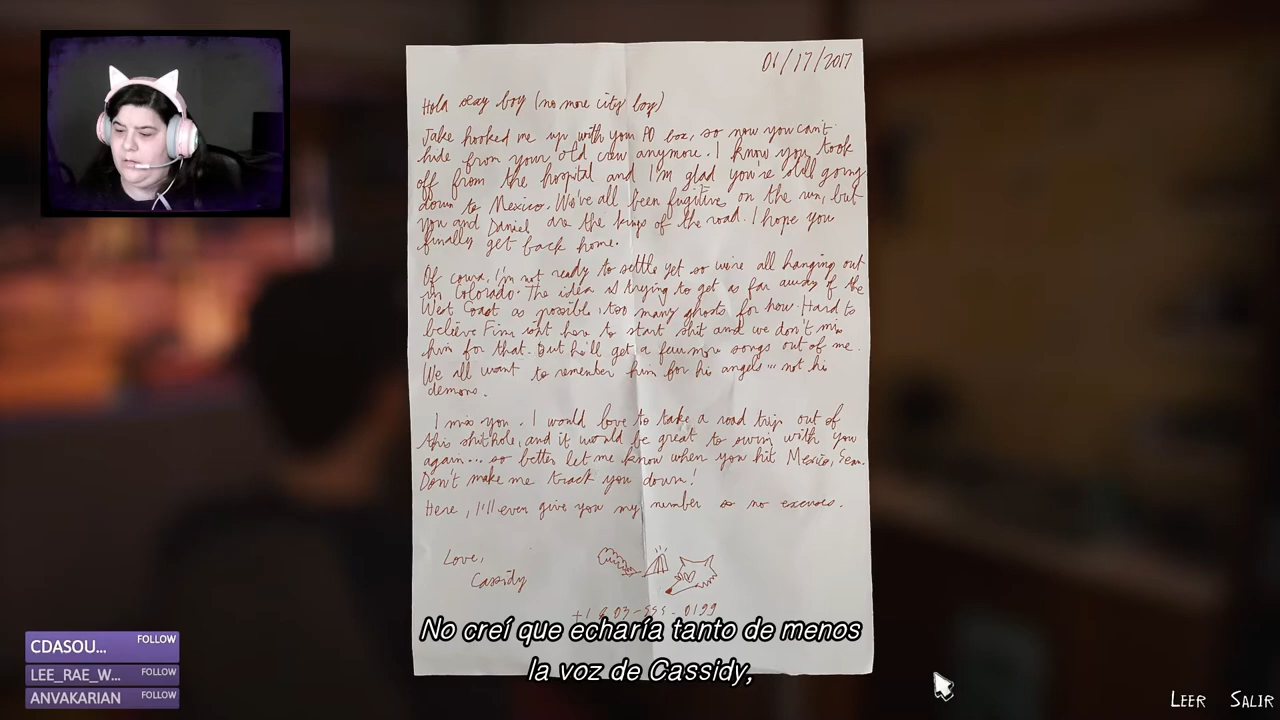 06/17/2017
Hola sexy boy (no more city boy)
Jake hooked me up with your PO box, so now you can't
hide from your old crew anymore. I know you took
off from the hospital and I'm glad you're still going
down to Mexico. We've all been fugitives on the run, but
you and Daniel are the kings of the road. I hope you
finally get back home.
Of course, I'm not ready to settle yet so we're all hanging out
in Colorado. The idea is trying to get as far away of the
West Coast as possible, too many ghosts for now. Hard to
believe Finn isn't here to start shit and we don't miss
him for that. But he'll get a few more songs out of me.
We all want to remember him for his angels... not his
demons.
I miss you. I would love to take a road trip out of
this shithole, and it would be great to swim with you
again... so better let me know when you hit Mexico, Sean.
Don't make me track you down!
Here, I'll even give you my number so no excuses.
Love,
Cassidy
03-555-0199
No creí que echaría tanto de menos
la voz de Cassidy,
CDASOU... FOLLOW
LEE_RAE_W... FOLLOW
ANVAKARIAN FOLLOW
LEER SALIR